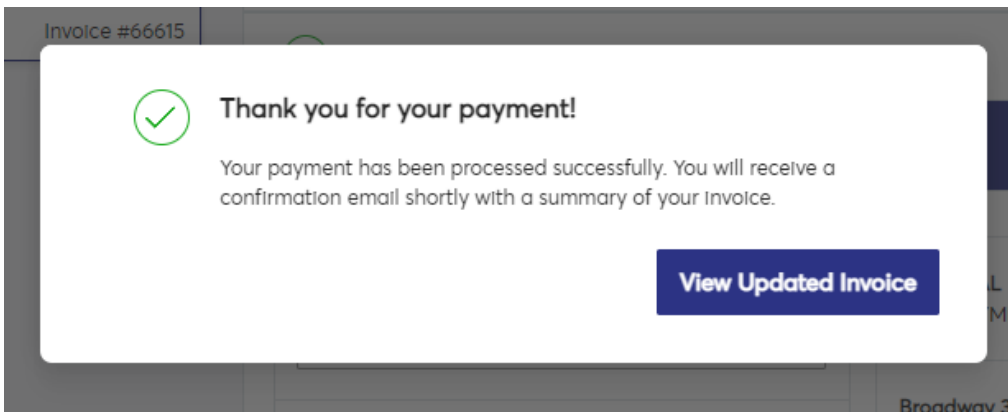 Invoice #66615
Thank you for your payment!
Your payment has been processed successfully. You will receive a
confirmation email shortly with a summary of your invoice.
View Updated Invoice
Broadway 3